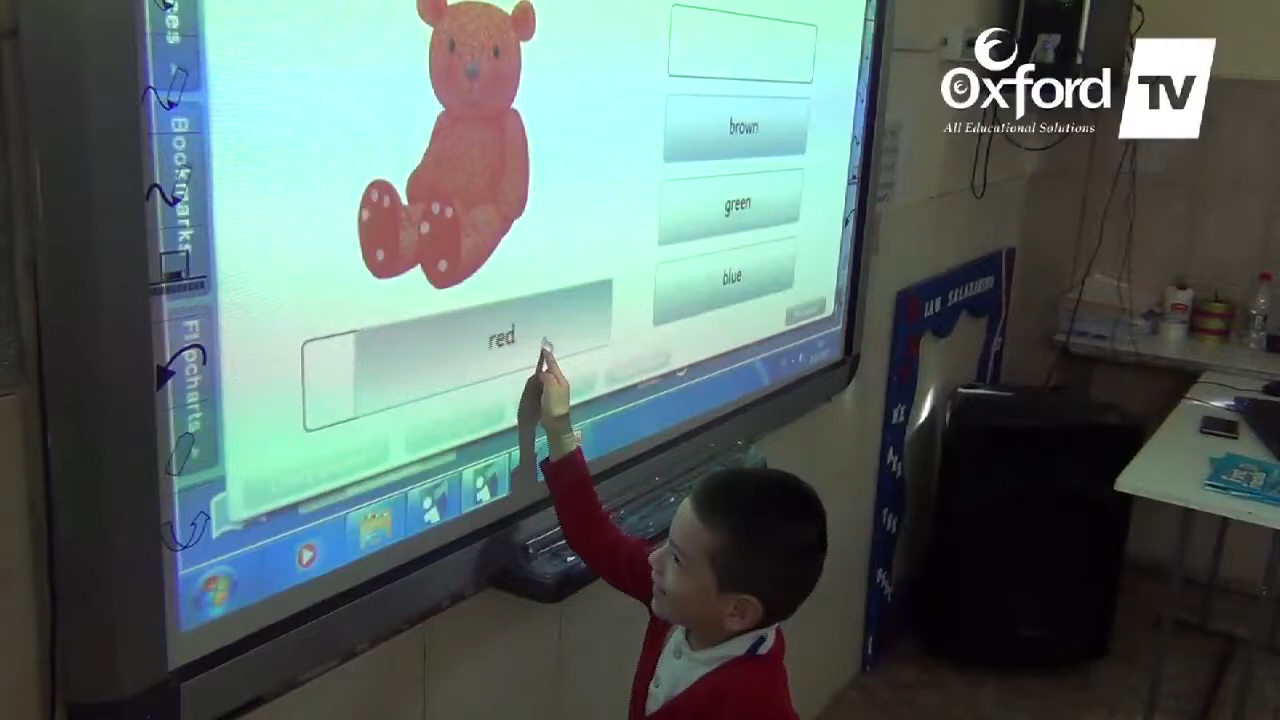 Oxford TV
All Educational Solutions
Bookmarks
Flipcharts
brown
green
blue
red